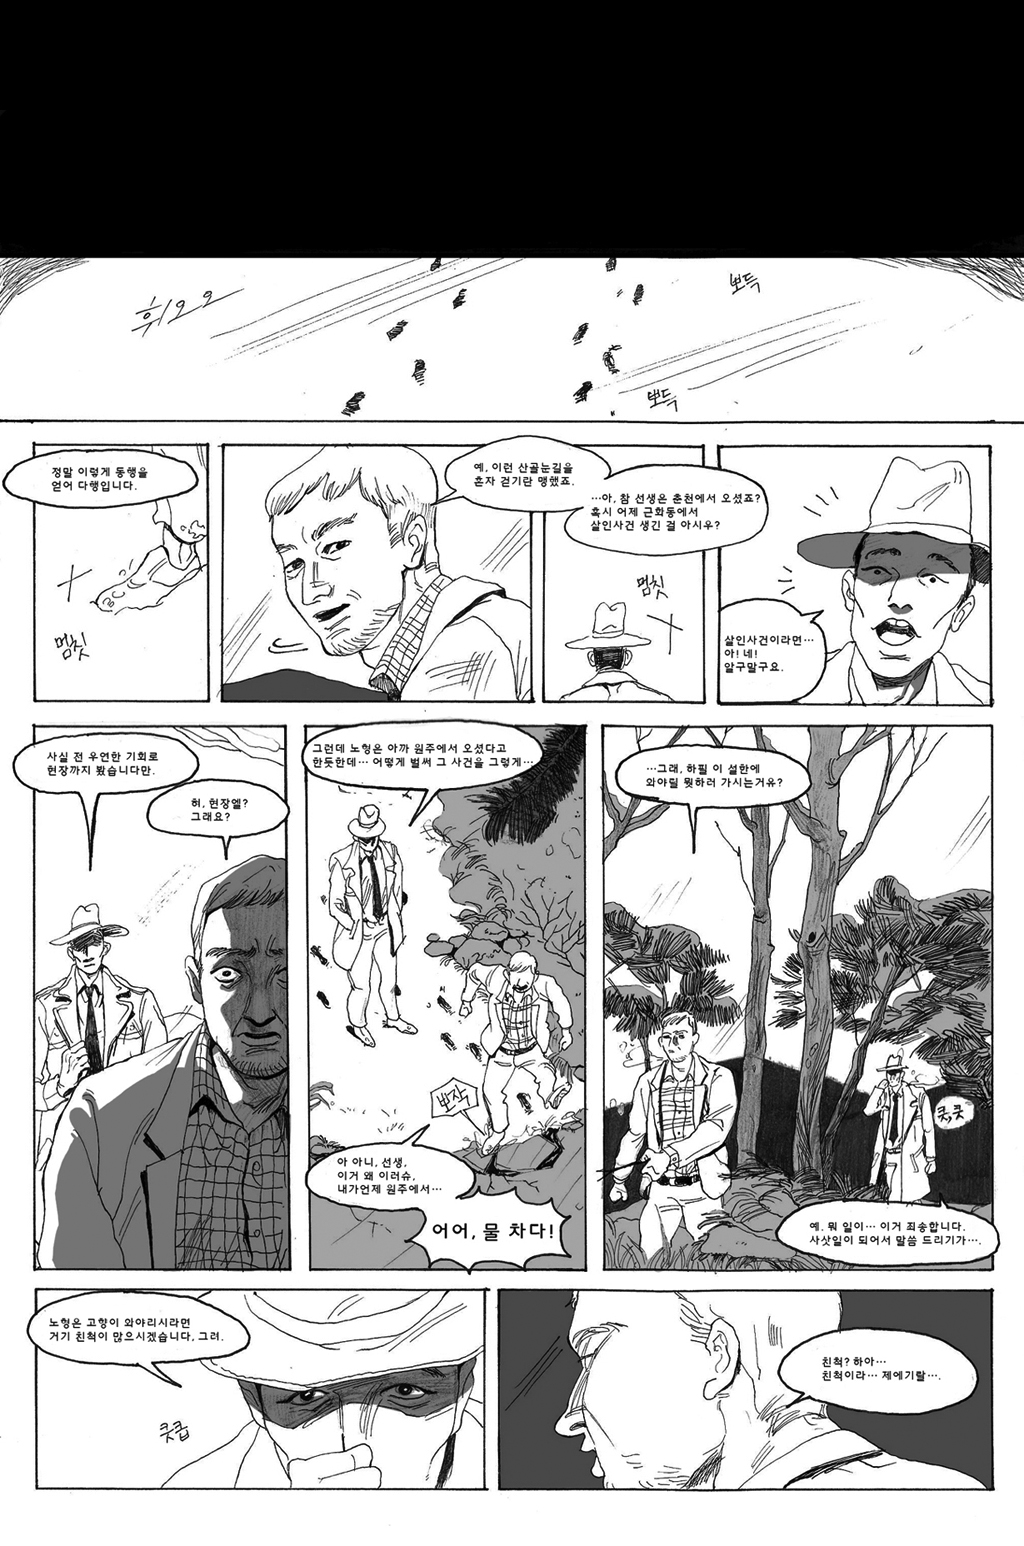 휘오오
뽀득
뽀득
정말 이렇게 동행을
얻어 다행입니다.
멈칫
예, 이런 산골눈길을
혼자 걷기란 맹했죠.
…아, 참 선생은 춘천에서 오셨죠?
혹시 어제 근화동에서
살인사건 생긴 걸 아시우?
멈칫
살인사건이라면…
아! 네!
알구말구요.
사실 전 우연한 기회로
현장까지 봤습니다만.
허, 현장엘?
그래요?
그런데 노형은 아까 원주에서 오셨다고
한듯한데… 어떻게 벌써 그 사건을 그렇게…
뽀작
아 아니, 선생,
이거 왜 이러슈,
내가언제 원주에서…
어어, 물 차다!
…그래, 하필 이 설한에
와야릴 뭣하러 가시는거유?
큿,큿
예. 뭐 일이… 이거 죄송합니다.
사삿일이 되어서 말씀 드리기가….
노형은 고향이 와야리시라면
거기 친척이 많으시겠습니다, 그려.
큿큽
친척? 하아…
친척이라… 제에기랄….